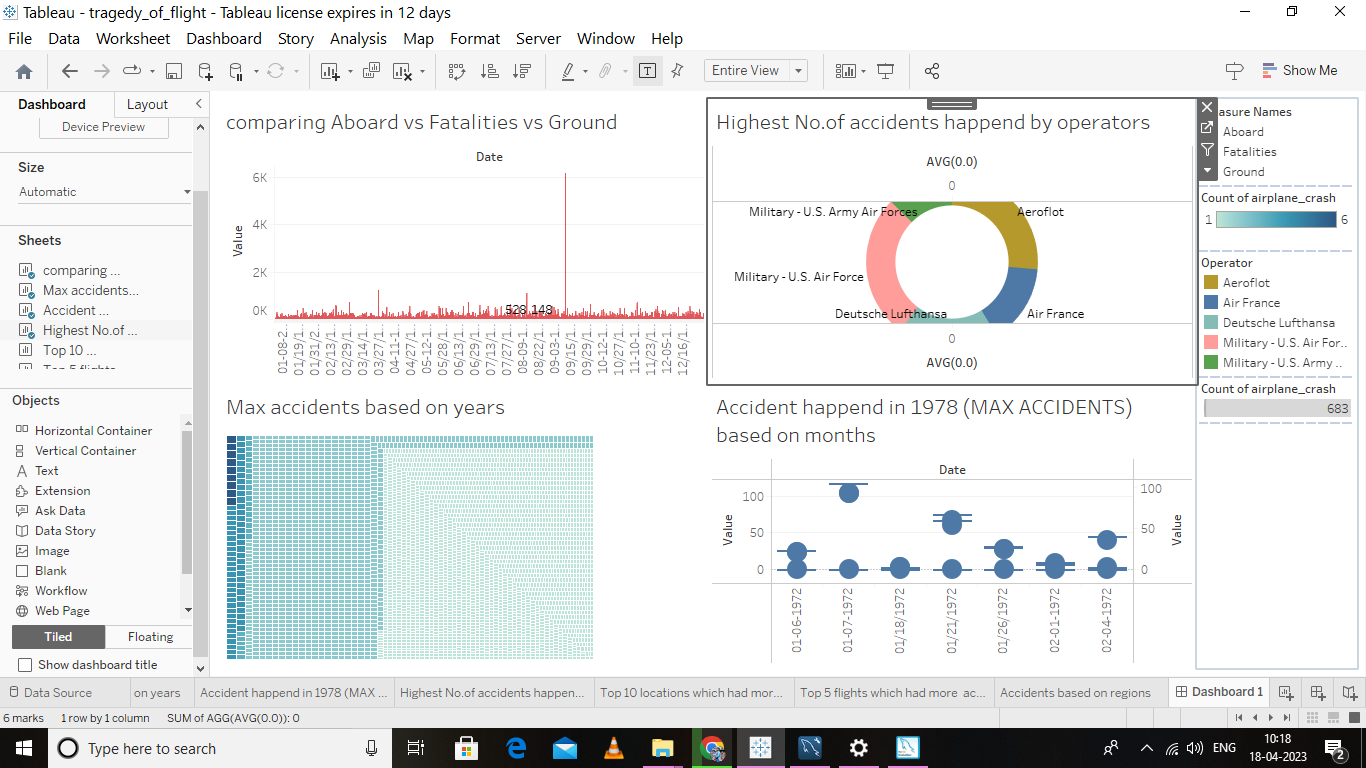 Tableau - tragedy_of_flight - Tableau license expires in 12 days
File Data Worksheet Dashboard Story Analysis Map Format Server Window Help
Entire View
Show Me
Dashboard
Layout
Device Preview
Size
Automatic
Sheets
comparing ...
Max accidents...
Accident ...
Highest No.of ...
Top 10 ...
Objects
Horizontal Container
Vertical Container
Text
Extension
Ask Data
Data Story
Image
Blank
Workflow
Web Page
Tiled
Floating
Show dashboard title
comparing Aboard vs Fatalities vs Ground
Date
6K
4K
2K
0K
Value
528 148
01-08-2..
01/19/1..
01/31/2..
02/13/1..
02/29/1..
03/14/1..
03/27/1..
04-11-1..
04/27/1..
05-12-1..
05/28/1..
06/13/1..
06/29/1..
07/13/1..
07/27/1..
08-09-1..
08/22/1..
09-03-1..
09/15/1..
09/29/1..
10-12-1..
10/27/1..
11-10-1..
11/23/1..
12-05-1..
12/16/1..
Highest No.of accidents happend by operators
AVG(0.0)
0
Military - U.S. Army Air Forces
Aeroflot
Military - U.S. Air Force
Deutsche Lufthansa
Air France
0
AVG(0.0)
asure Names
Aboard
Fatalities
Ground
Count of airplane_crash
1
6
Operator
Aeroflot
Air France
Deutsche Lufthansa
Military - U.S. Air For..
Military - U.S. Army ..
Count of airplane_crash
683
Max accidents based on years
Accident happend in 1978 (MAX ACCIDENTS)
based on months
Date
100
50
0
Value
100
50
0
Value
01-06-1972
01-07-1972
01/18/1972
01/21/1972
01/26/1972
02-01-1972
02-04-1972
Data Source
on years
Accident happend in 1978 (MAX ...
Highest No.of accidents happen...
Top 10 locations which had mor...
Top 5 flights which had more ac...
Accidents based on regions
Dashboard 1
6 marks
1 row by 1 column
SUM of AGG(AVG(0.0)): 0
Type here to search
ENG
10:18
18-04-2023
2